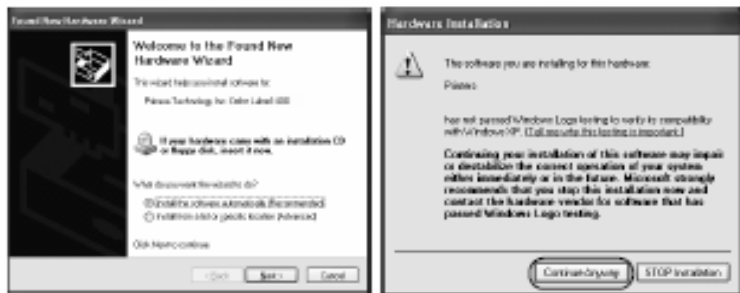 Found New Hardware Wizard
Welcome to the Found New
Hardware Wizard
This wizard helps you install software for:
Primera Technology, Inc. Color Label 400
If your hardware came with an installation CD
or floppy disk, insert it now.
What do you want the wizard to do?
Install the software automatically (Recommended)
Install from a list or specific location (Advanced)
Click Next to continue.
< Back
Next >
Cancel
Hardware Installation
The software you are installing for this hardware:
Printers
has not passed Windows Logo testing to verify its compatibility
with Windows XP. (Tell me why this testing is important.)
Continuing your installation of this software may impair
or destabilize the correct operation of your system
either immediately or in the future. Microsoft strongly
recommends that you stop this installation now and
contact the hardware vendor for software that has
passed Windows Logo testing.
Continue Anyway
STOP Installation